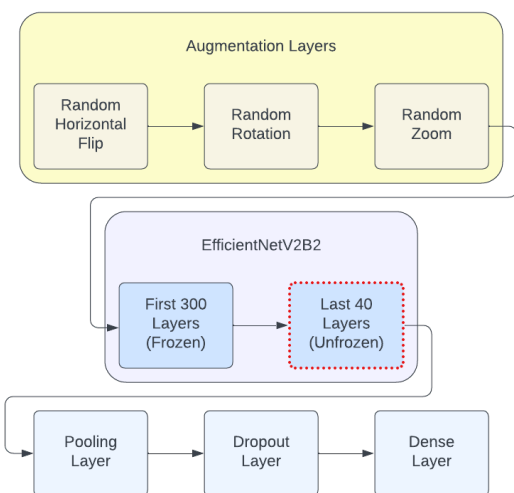 Augmentation Layers
Random
Horizontal
Flip
Random
Rotation
Random
Zoom
EfficientNetV2B2
First 300
Layers
(Frozen)
Last 40
Layers
(Unfrozen)
Pooling
Layer
Dropout
Layer
Dense
Layer